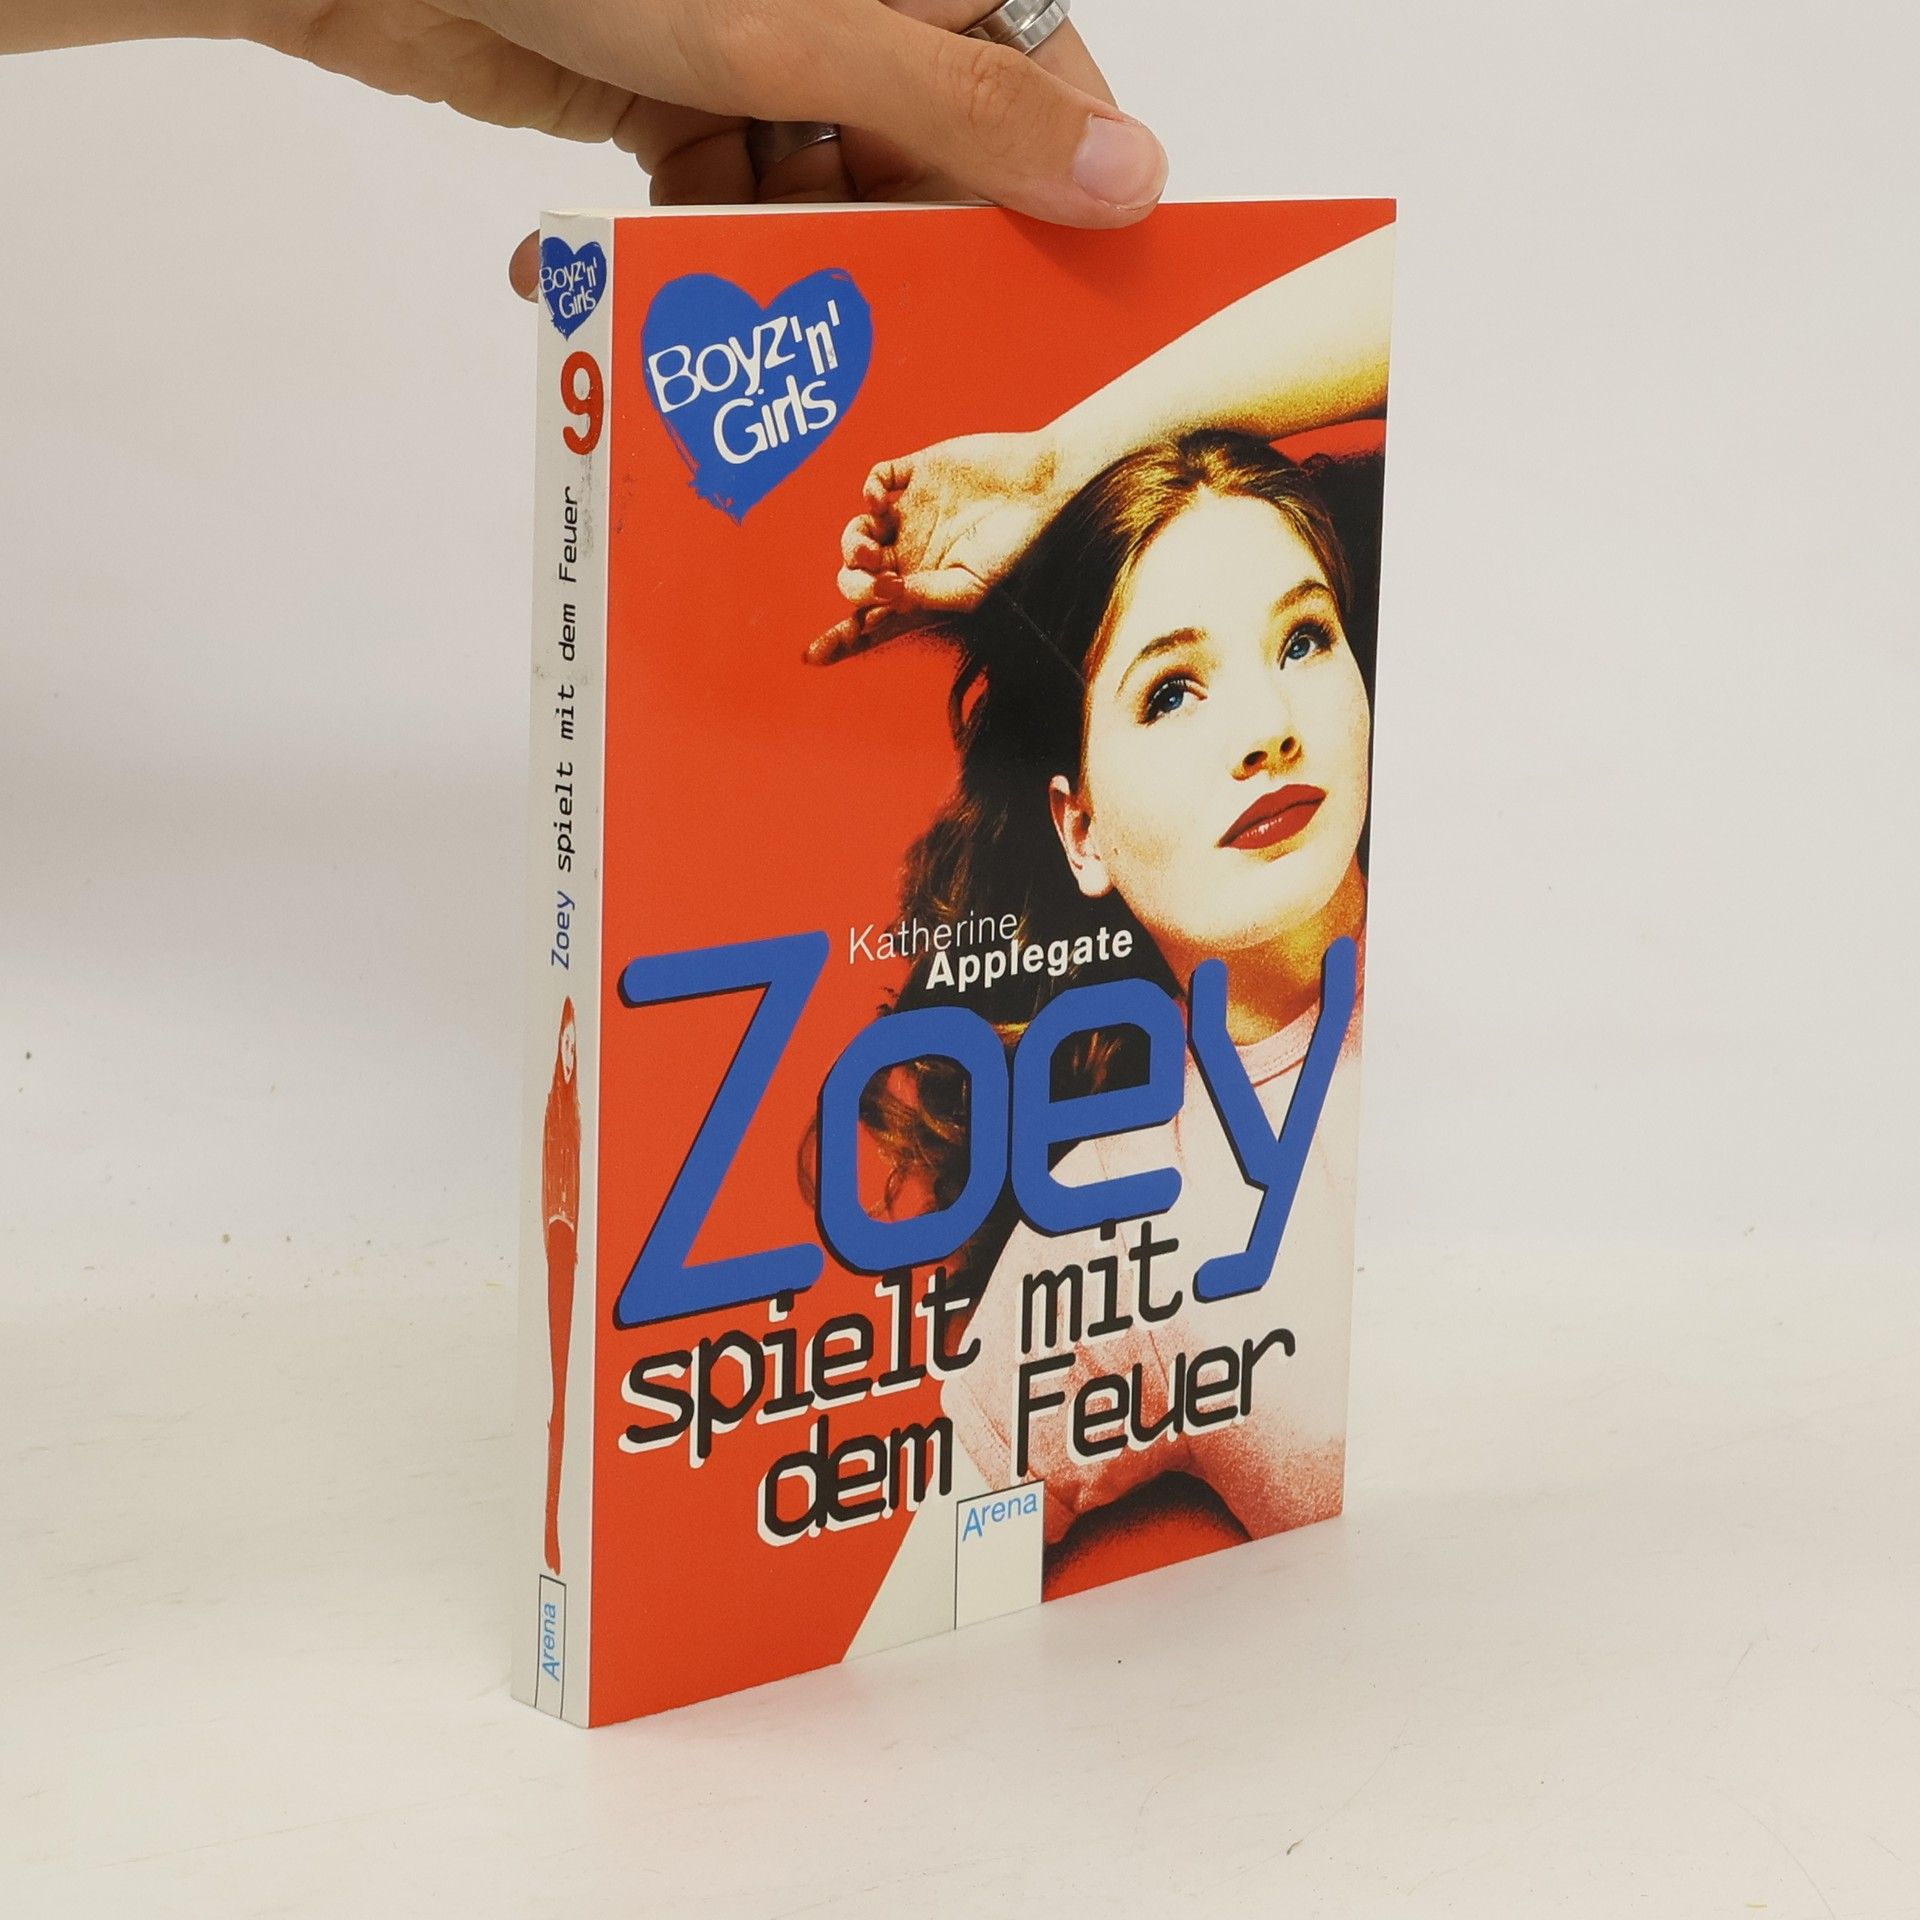 Boyz'n'
Girls
9
Zoey spielt mit dem Feuer
Arena
Boyz'n'
Girls
Katherine
Applegate
Zoey
spielt mit
dem Feuer
Arena